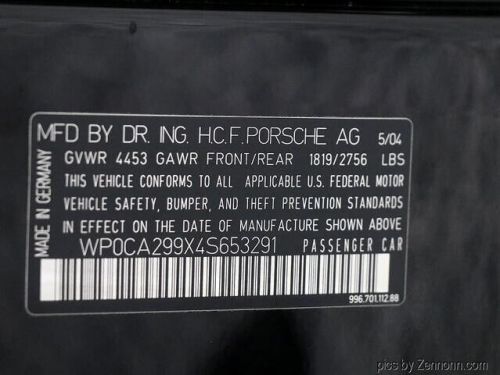 MFD BY DR. ING. H.C.F. PORSCHE AG 5/04
GVWR 4453 GAWR FRONT/REAR 1819/2756 LBS
THIS VEHICLE CONFORMS TO ALL APPLICABLE U.S. FEDERAL MOTOR
VEHICLE SAFETY, BUMPER, AND THEFT PREVENTION STANDARDS
IN EFFECT ON THE DATE OF MANUFACTURE SHOWN ABOVE
WP0CA299X4S653291 PASSENGER CAR
MADE IN GERMANY
996.701.112.88
pics by Zennonn.com